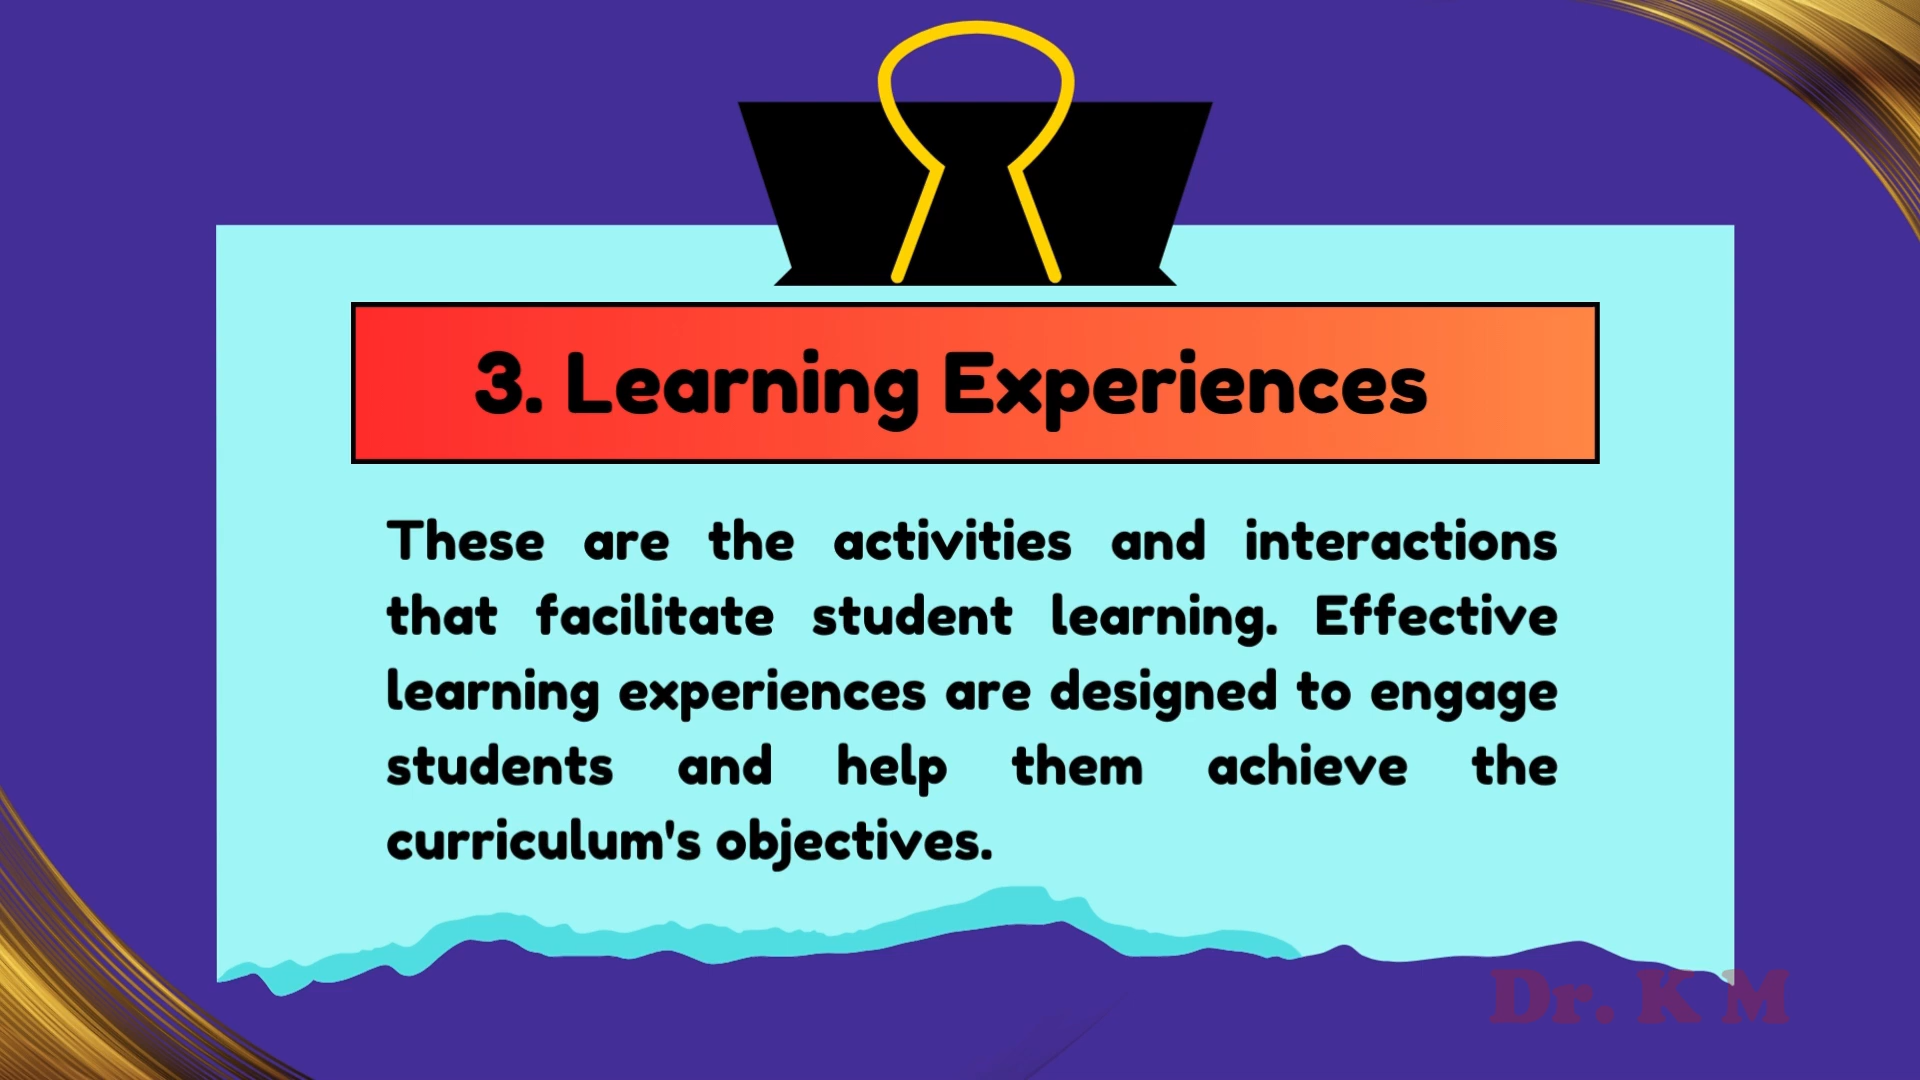 3. Learning Experiences
These are the activities and interactions
that facilitate student learning. Effective
learning experiences are designed to engage
students and help them achieve the
curriculum's objectives.
Dr. K M